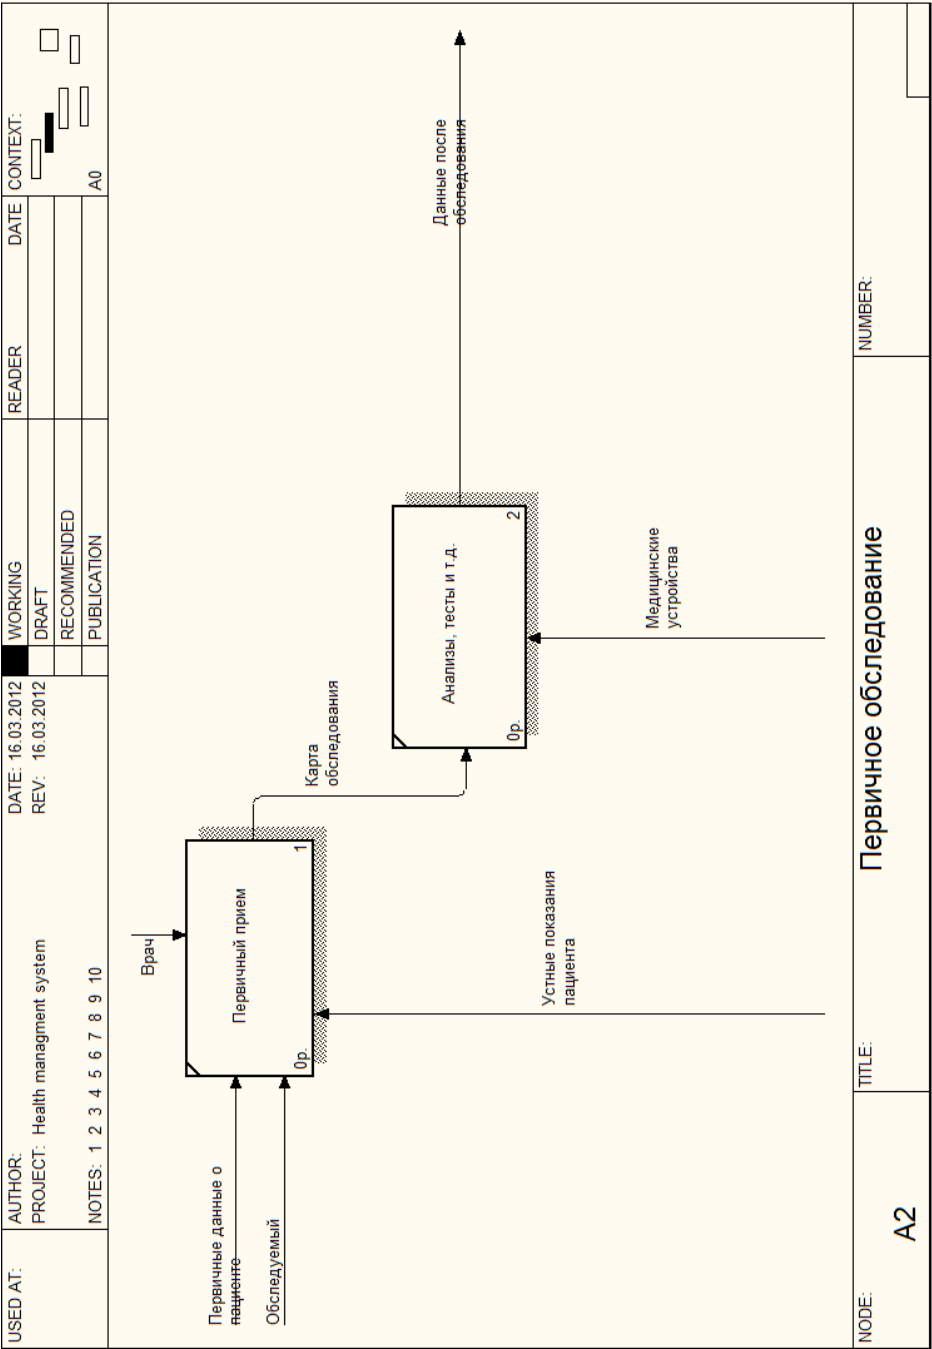 USED AT:
AUTHOR:
PROJECT: Health managment system
NOTES: 1 2 3 4 5 6 7 8 9 10
DATE: 16.03.2012
REV: 16.03.2012
WORKING
DRAFT
RECOMMENDED
PUBLICATION
READER
DATE
CONTEXT:
A0
Врач
Первичные данные о
пациенте
Обследуемый
Первичный прием
0р.
1
Карта
обследования
Устные показания
пациента
Анализы, тесты и т.д.
0р.
2
Медицинские
устройства
Данные после
обследования
NODE:
A2
TITLE:
Первичное обследование
NUMBER: